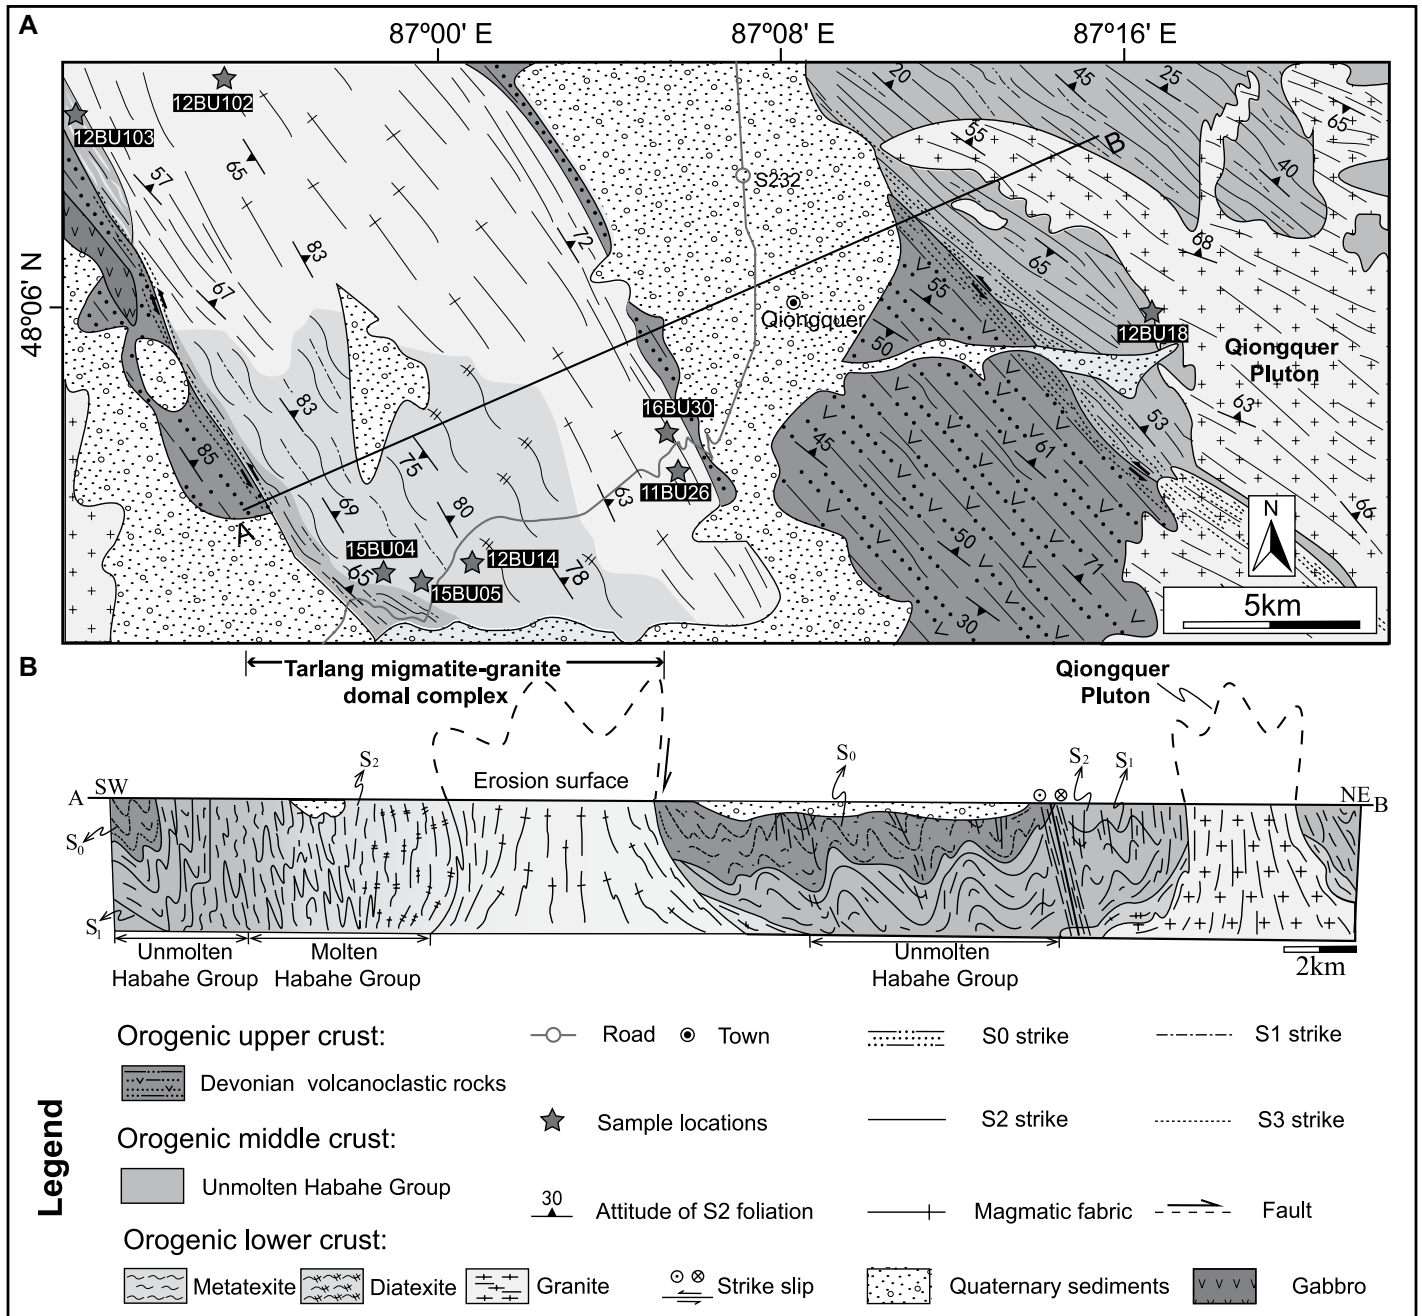 A
87º00' E
87º08' E
87º16' E
48º06' N
12BU102
12BU103
57
65
83
67
72
S232
Qiongquer
20
45
25
55
65
40
B
68
65
55
50
12BU18
Qiongquer
Pluton
63
53
66
83
85
A
75
69
80
16BU30
11BU26
63
15BU04
65
15BU05
12BU14
78
45
61
50
71
30
N
5km
B
Tarlang migmatite-granite
domal complex
Qiongquer
Pluton
S2
S0
S2
S1
Erosion surface
A
SW
NE
B
S0
S1
Unmolten
Habahe Group
Molten
Habahe Group
Unmolten
Habahe Group
2km
Legend
Orogenic upper crust:
Devonian volcanoclastic rocks
Orogenic middle crust:
Unmolten Habahe Group
Orogenic lower crust:
Metatexite
Diatexite
Granite
Road
Town
S0 strike
S1 strike
Sample locations
S2 strike
S3 strike
30
Attitude of S2 foliation
Magmatic fabric
Fault
Strike slip
Quaternary sediments
Gabbro